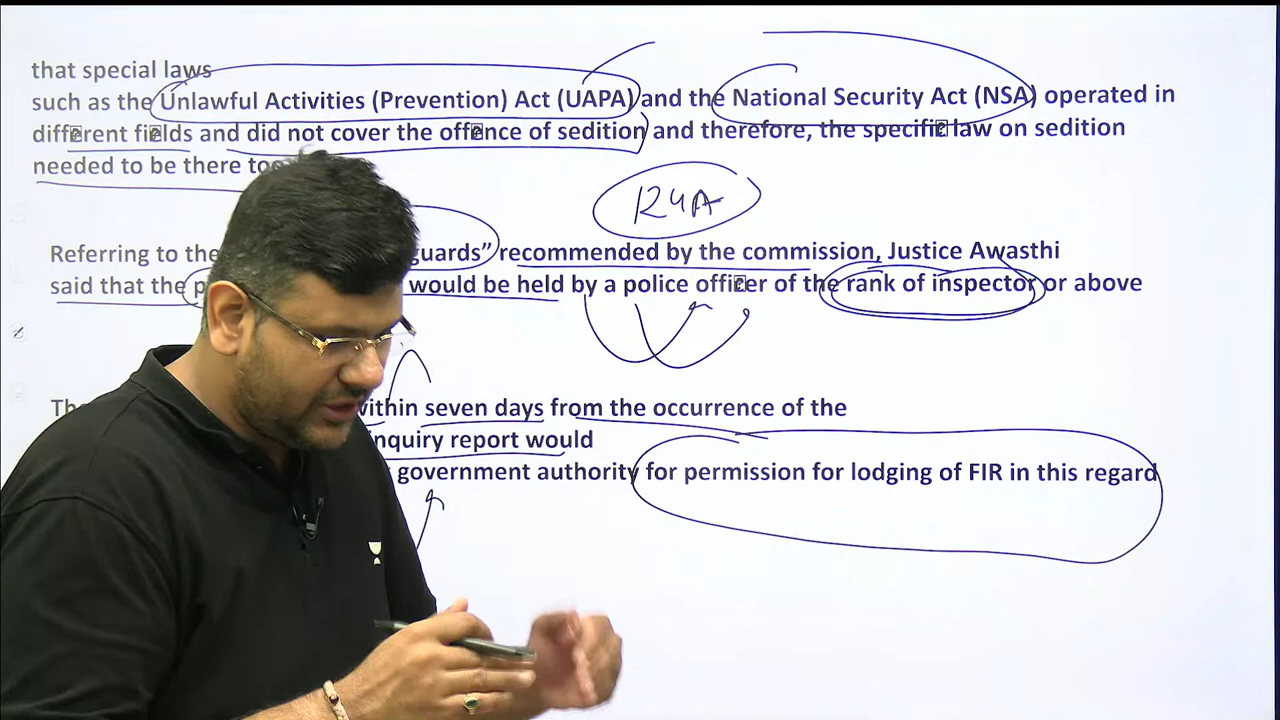 that special laws
such as the Unlawful Activities (Prevention) Act (UAPA) and the National Security Act (NSA) operated in
different fields and did not cover the offence of sedition and therefore, the specific law on sedition
needed to be there too
124A
Referring to the guards” recommended by the commission, Justice Awasthi
said that the would be held by a police officer of the rank of inspector or above
within seven days from the occurrence of the
inquiry report would
government authority for permission for lodging of FIR in this regard